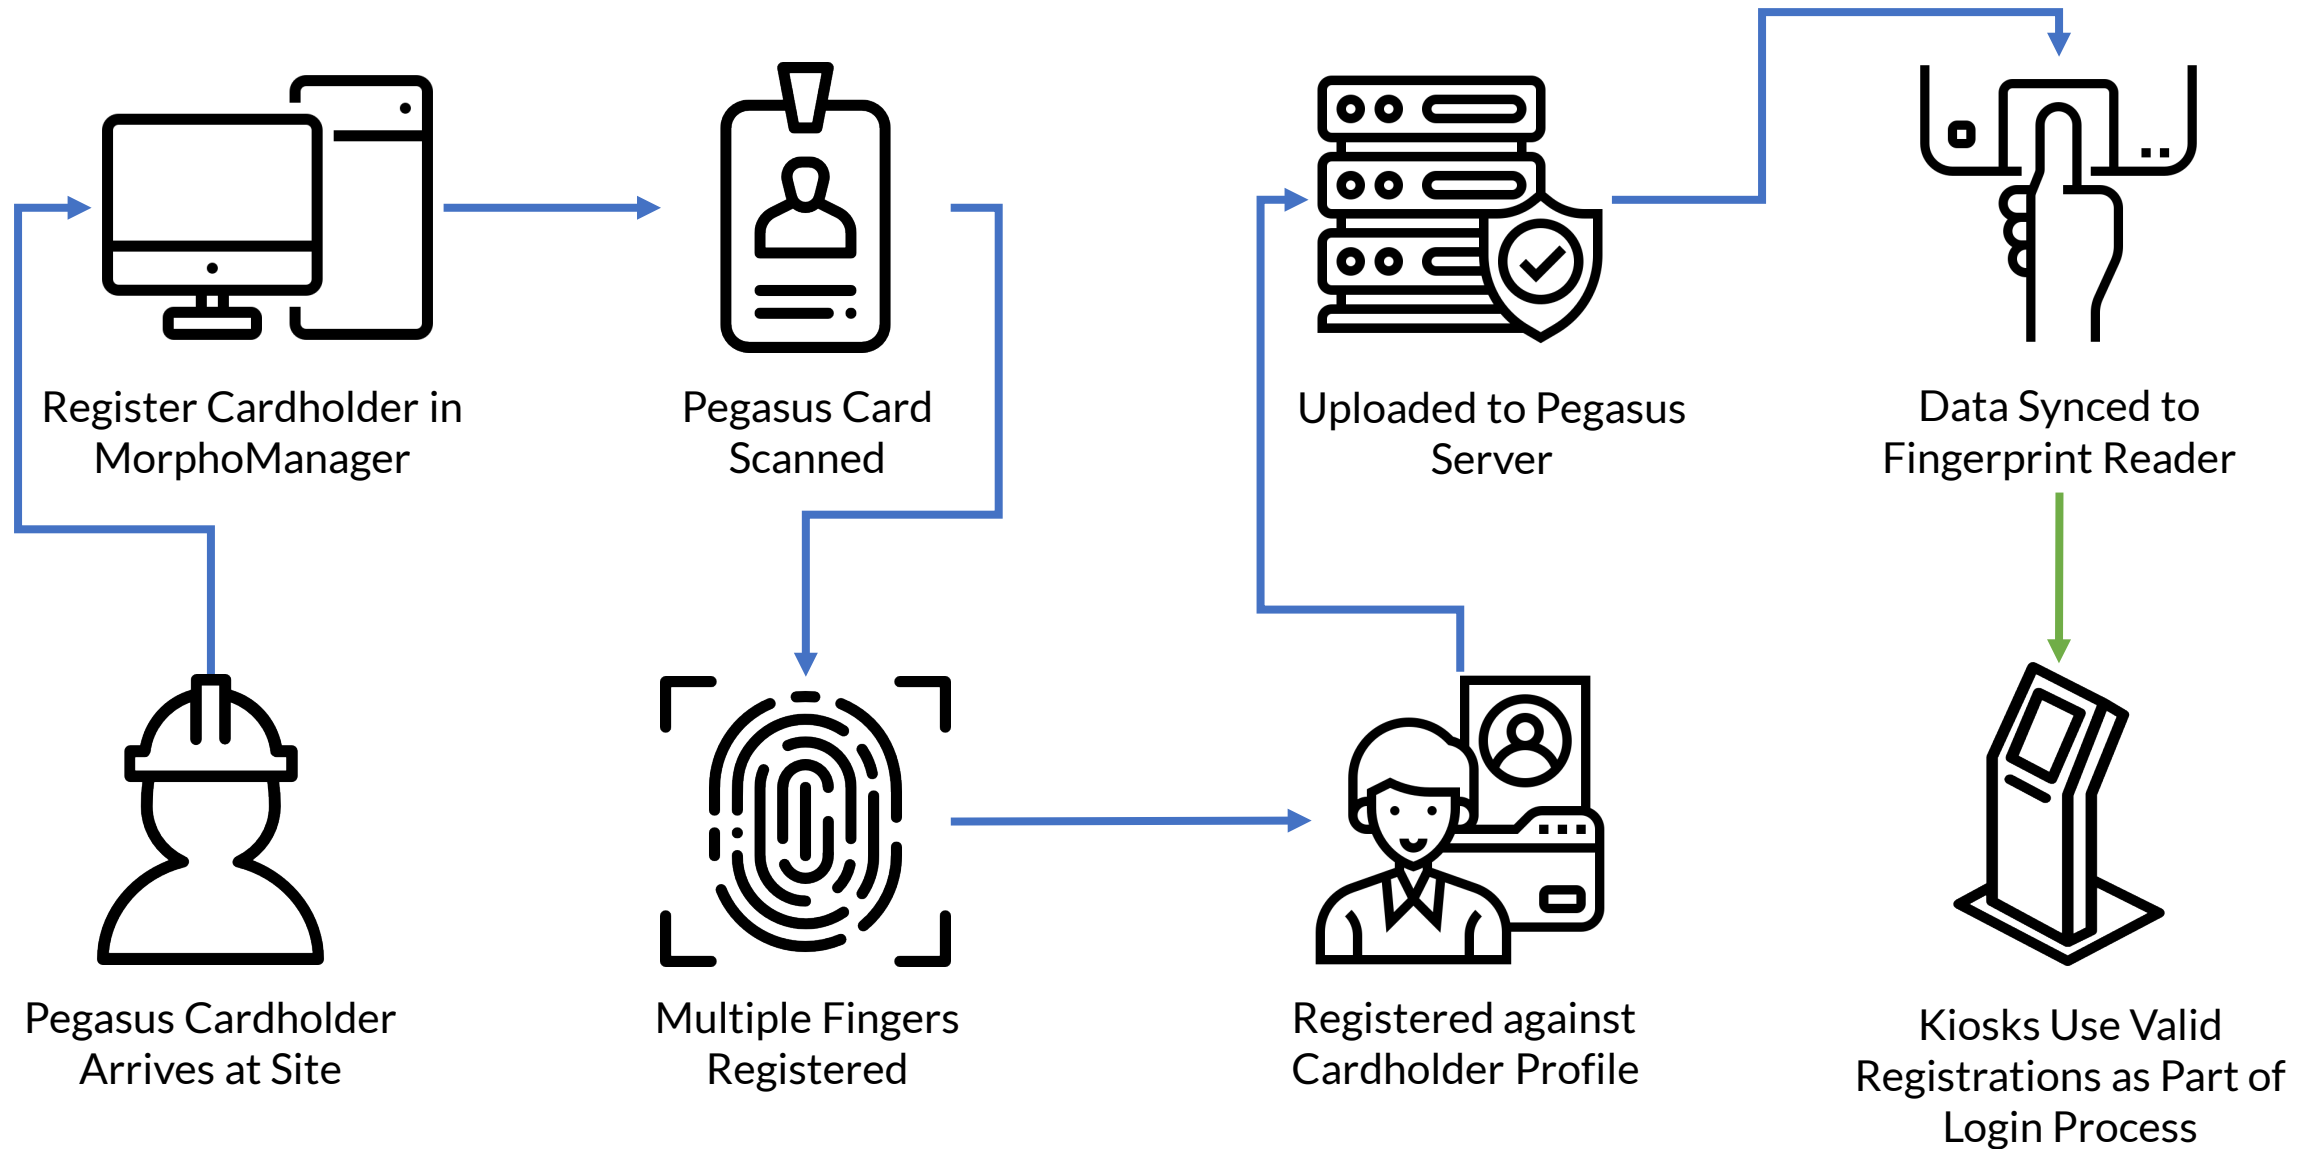 Register Cardholder in
MorphoManager
Pegasus Card
Scanned
Uploaded to Pegasus
Server
Data Synced to
Fingerprint Reader
Pegasus Cardholder
Arrives at Site
Multiple Fingers
Registered
Registered against
Cardholder Profile
Kiosks Use Valid
Registrations as Part of
Login Process